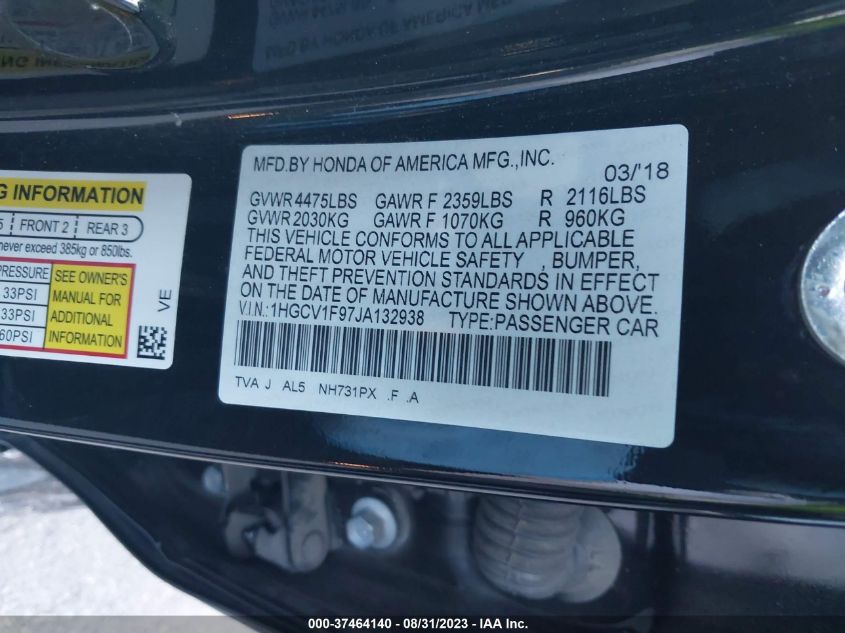 MFD.BY HONDA OF AMERICA MFG.,INC. 03/'18
GVWR 4475LBS GAWR F 2359LBS R 2116LBS
GVWR 2030KG GAWR F 1070KG R 960KG
THIS VEHICLE CONFORMS TO ALL APPLICABLE
FEDERAL MOTOR VEHICLE SAFETY , BUMPER,
AND THEFT PREVENTION STANDARDS IN EFFECT
ON THE DATE OF MANUFACTURE SHOWN ABOVE.
V.I.N.: 1HGCV1F97JA132938 TYPE:PASSENGER CAR
TVA J AL5 NH731PX .F .A
G INFORMATION
5 FRONT 2 REAR 3
never exceed 385kg or 850lbs.
PRESSURE
33PSI
33PSI
60PSI
SEE OWNER'S
MANUAL FOR
ADDITIONAL
INFORMATION
VE
000-37464140 - 08/31/2023 - IAA Inc.